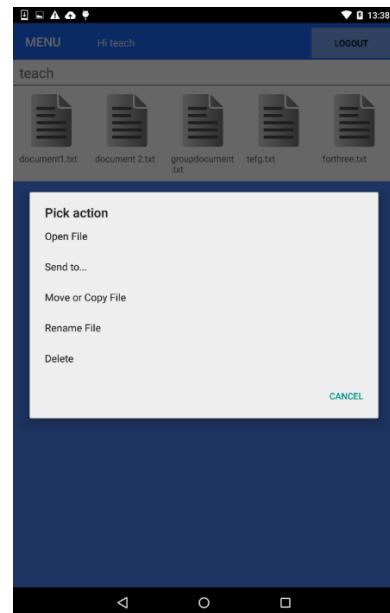 13:38
MENU Hi teach LOGOUT
teach
document1.txt document 2.txt groupdocument tefg.txt forthree.txt
.txt
Pick action
Open File
Send to...
Move or Copy File
Rename File
Delete
CANCEL